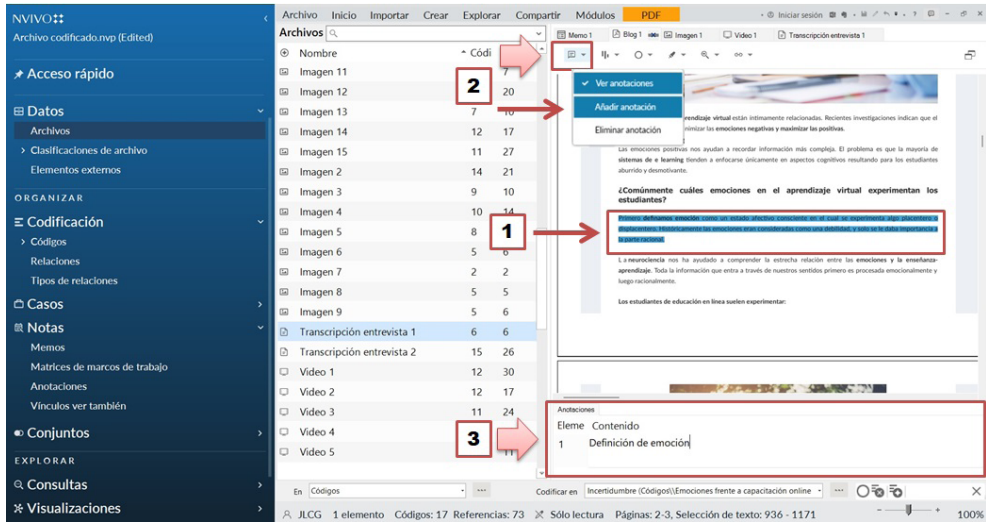 NVIVO
Archivo codificado.nvp (Edited)
Acceso rápido
Datos
Archivos
Clasificaciones de archivo
Elementos externos
ORGANIZAR
Codificación
Códigos
Relaciones
Tipos de relaciones
Casos
Notas
Memos
Matrices de marcos de trabajo
Anotaciones
Vínculos ver también
Conjuntos
EXPLORAR
Consultas
Visualizaciones
Archivo Inicio Importar Crear Explorar Compartir Módulos PDF
Iniciar sesión
Archivos
Nombre Códi
Imagen 11 7
Imagen 12 20
Imagen 13 7
Imagen 14 12 17
Imagen 15 11 27
Imagen 2 14 21
Imagen 3 9 10
Imagen 4 10 14
Imagen 5 8
Imagen 6 5 6
Imagen 7 2 2
Imagen 8 5 5
Imagen 9 5 6
Transcripción entrevista 1 6 6
Transcripción entrevista 2 15 26
Video 1 12 30
Video 2 12 17
Video 3 11 24
Video 4
Video 5 11
2
1
3
Memo 1 Blog 1 Imagen 1 Video 1 Transcripción entrevista 1
Ver anotaciones
Añadir anotación
Eliminar anotación
rendizaje virtual están íntimamente relacionadas. Recientes investigaciones indican que el
nimizar las emociones negativas y maximizar las positivas.
Las emociones positivas nos ayudan a recordar información más compleja. El problema es que la mayoría de
sistemas de e learning tienden a enfocarse únicamente en aspectos cognitivos resultando para los estudiantes
aburrido y desmotivante.
¿Comúnmente cuáles emociones en el aprendizaje virtual experimentan los
estudiantes?
Primero definamos emoción como un estado afectivo consciente en el cual se experimenta algo placentero o
displacentero. Históricamente las emociones eran consideradas como una debilidad, y solo se le daba importancia a
la parte racional.
L a neurociencia nos ha ayudado a comprender la estrecha relación entre las emociones y la enseñanza-
aprendizaje. Toda la información que entra a través de nuestros sentidos primero es procesada emocionalmente y
luego racionalmente.
Los estudiantes de educación en línea suelen experimentar:
Anotaciones
Eleme Contenido
1 Definición de emoción
En Códigos
Codificar en Incertidumbre (Códigos\\Emociones frente a capacitación online
JLCG 1 elemento Códigos: 17 Referencias: 73 Sólo lectura Páginas: 2-3, Selección de texto: 936 - 1171 100%